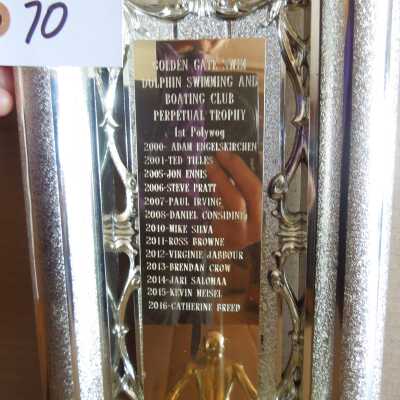 70
GOLDEN GATE SWIM
DOLPHIN SWIMMING AND
BOATING CLUB
PERPETUAL TROPHY
1st Polywog
2000- ADAM ENGELSKIRCHEN
2001-TED TILLES
2005-JON ENNIS
2006-STEVE PRATT
2007-PAUL IRVING
2008-DANIEL CONSIDINE
2010-MIKE SILVA
2011-ROSS BROWNE
2012-VIRGINIE JABBOUR
2013-BRENDAN CROW
2014-JARI SALOMAA
2015-KEVIN MEISEL
2016-CATHERINE BREED